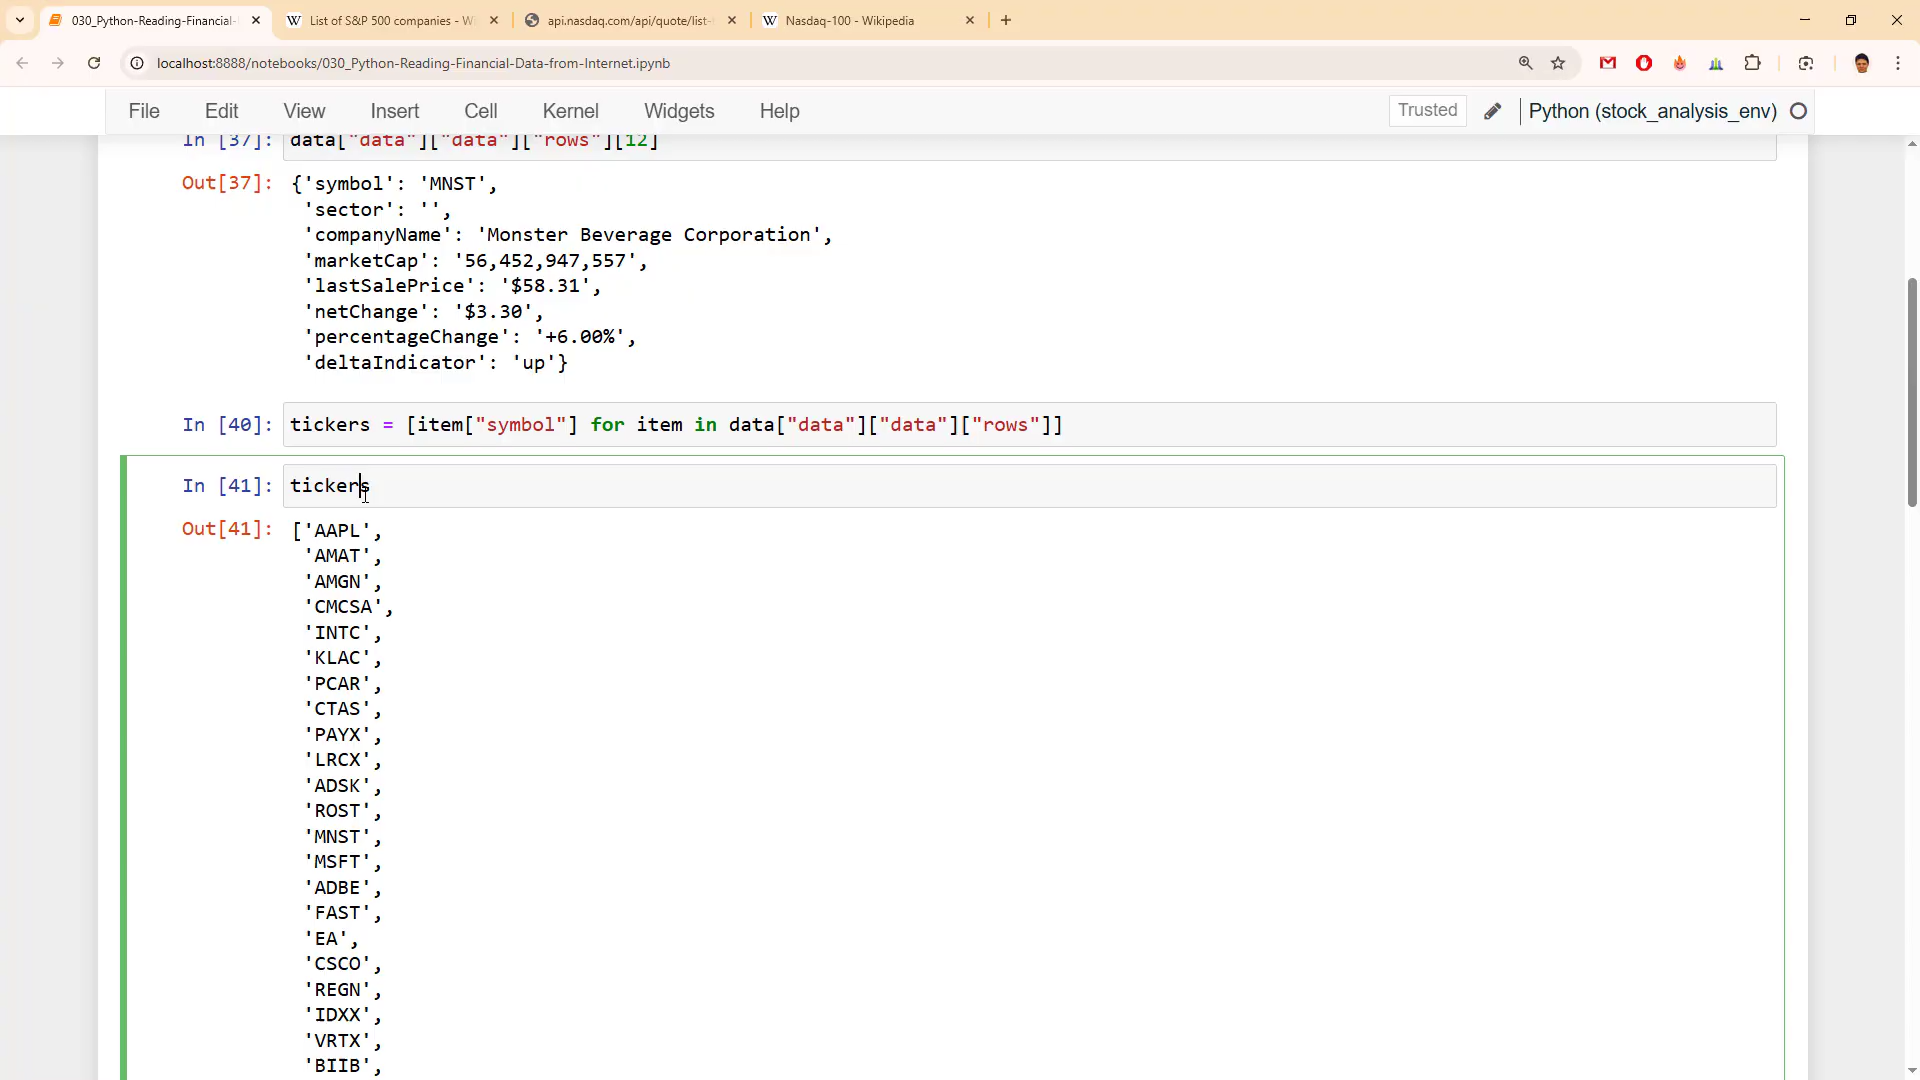 030_Python-Reading-Financial-
List of S&P 500 companies - W
api.nasdaq.com/api/quote/list-
Nasdaq-100 - Wikipedia
localhost:8888/notebooks/030_Python-Reading-Financial-Data-from-Internet.ipynb
File Edit View Insert Cell Kernel Widgets Help Trusted Python (stock_analysis_env)
In [37]: data["data"]["data"]["rows"][12]
Out[37]: {'symbol': 'MNST',
'sector': '',
'companyName': 'Monster Beverage Corporation',
'marketCap': '56,452,947,557',
'lastSalePrice': '$58.31',
'netChange': '$3.30',
'percentageChange': '+6.00%',
'deltaIndicator': 'up'}
In [40]: tickers = [item["symbol"] for item in data["data"]["data"]["rows"]]
In [41]: tickers
Out[41]: ['AAPL',
'AMAT',
'AMGN',
'CMCSA',
'INTC',
'KLAC',
'PCAR',
'CTAS',
'PAYX',
'LRCX',
'ADSK',
'ROST',
'MNST',
'MSFT',
'ADBE',
'FAST',
'EA',
'CSCO',
'REGN',
'IDXX',
'VRTX',
'BIIB',